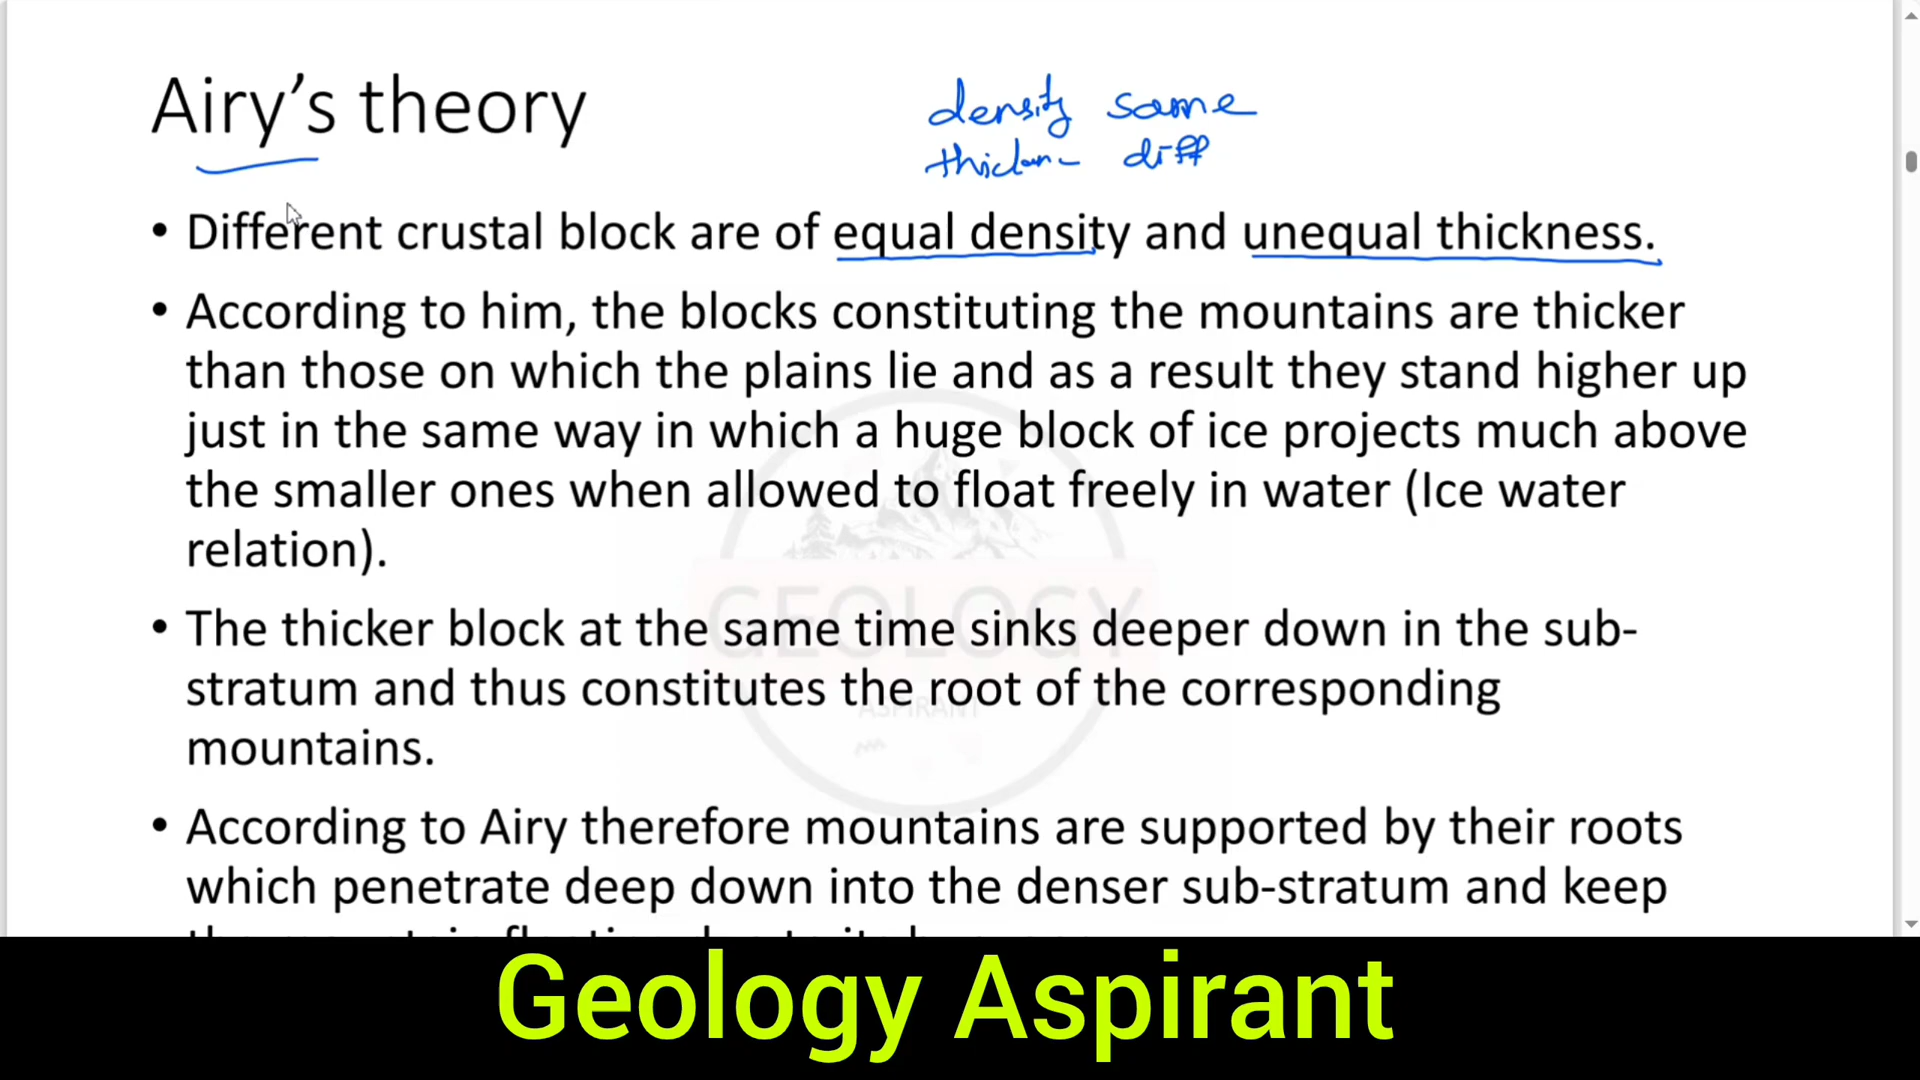 Airy's theory
density same
diff
• Different crustal block are of equal density and unequal thickness.
• According to him, the blocks constituting the mountains are thicker
than those on which the plains lie and as a result they stand higher up
just in the same way in which a huge block of ice projects much above
the smaller ones when allowed to float freely in water (Ice water
relation).
GEOLOGY
• The thicker block at the same time sinks deeper down in the sub-
stratum and thus constitutes the root of the corresponding
ASPIRANT
mountains.
• According to Airy therefore mountains are supported by their roots
which penetrate deep down into the denser sub-stratum and keep
Geology Aspirant